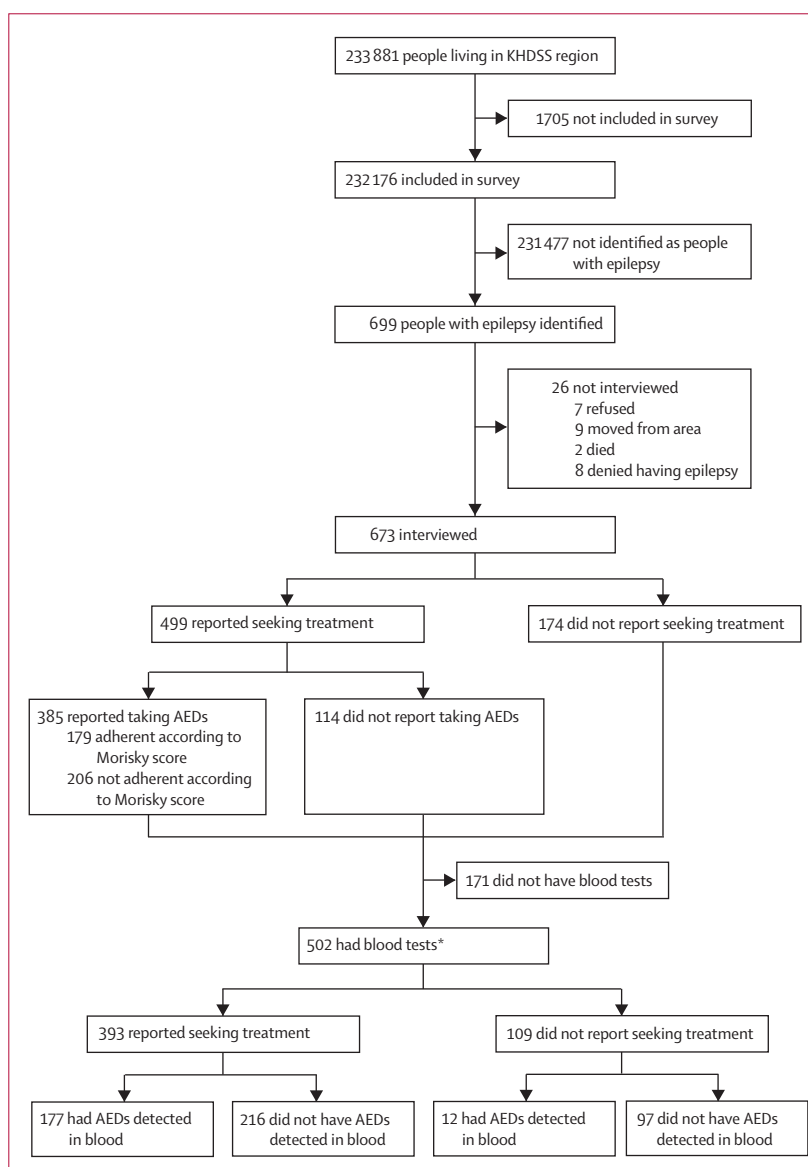 233 881 people living in KHDSS region
1705 not included in survey
232 176 included in survey
231 477 not identified as people
with epilepsy
699 people with epilepsy identified
26 not interviewed
7 refused
9 moved from area
2 died
8 denied having epilepsy
673 interviewed
499 reported seeking treatment
174 did not report seeking treatment
385 reported taking AEDs
179 adherent according to
Morisky score
206 not adherent according
to Morisky score
114 did not report taking AEDs
171 did not have blood tests
502 had blood tests*
393 reported seeking treatment
109 did not report seeking treatment
177 had AEDs detected
in blood
216 did not have AEDs
detected in blood
12 had AEDs detected
in blood
97 did not have AEDs
detected in blood